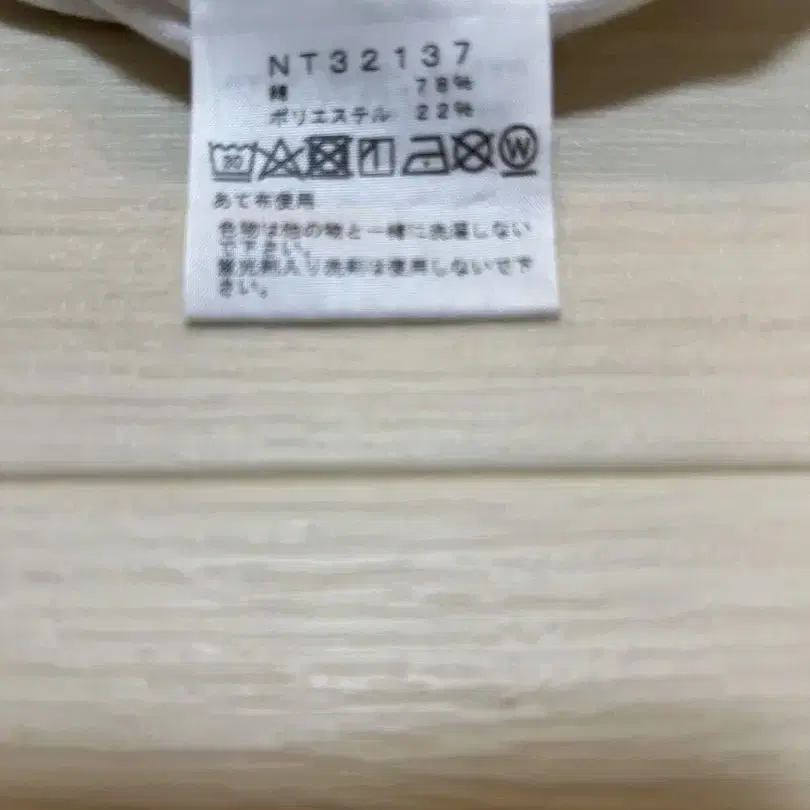 NT32137
綿 78%
ポリエステル 22%
30
W
あて布使用
色物は他の物と一緒に洗濯しない
で下さい。
蛍光剤入り洗剤は使用しないで下
さい。